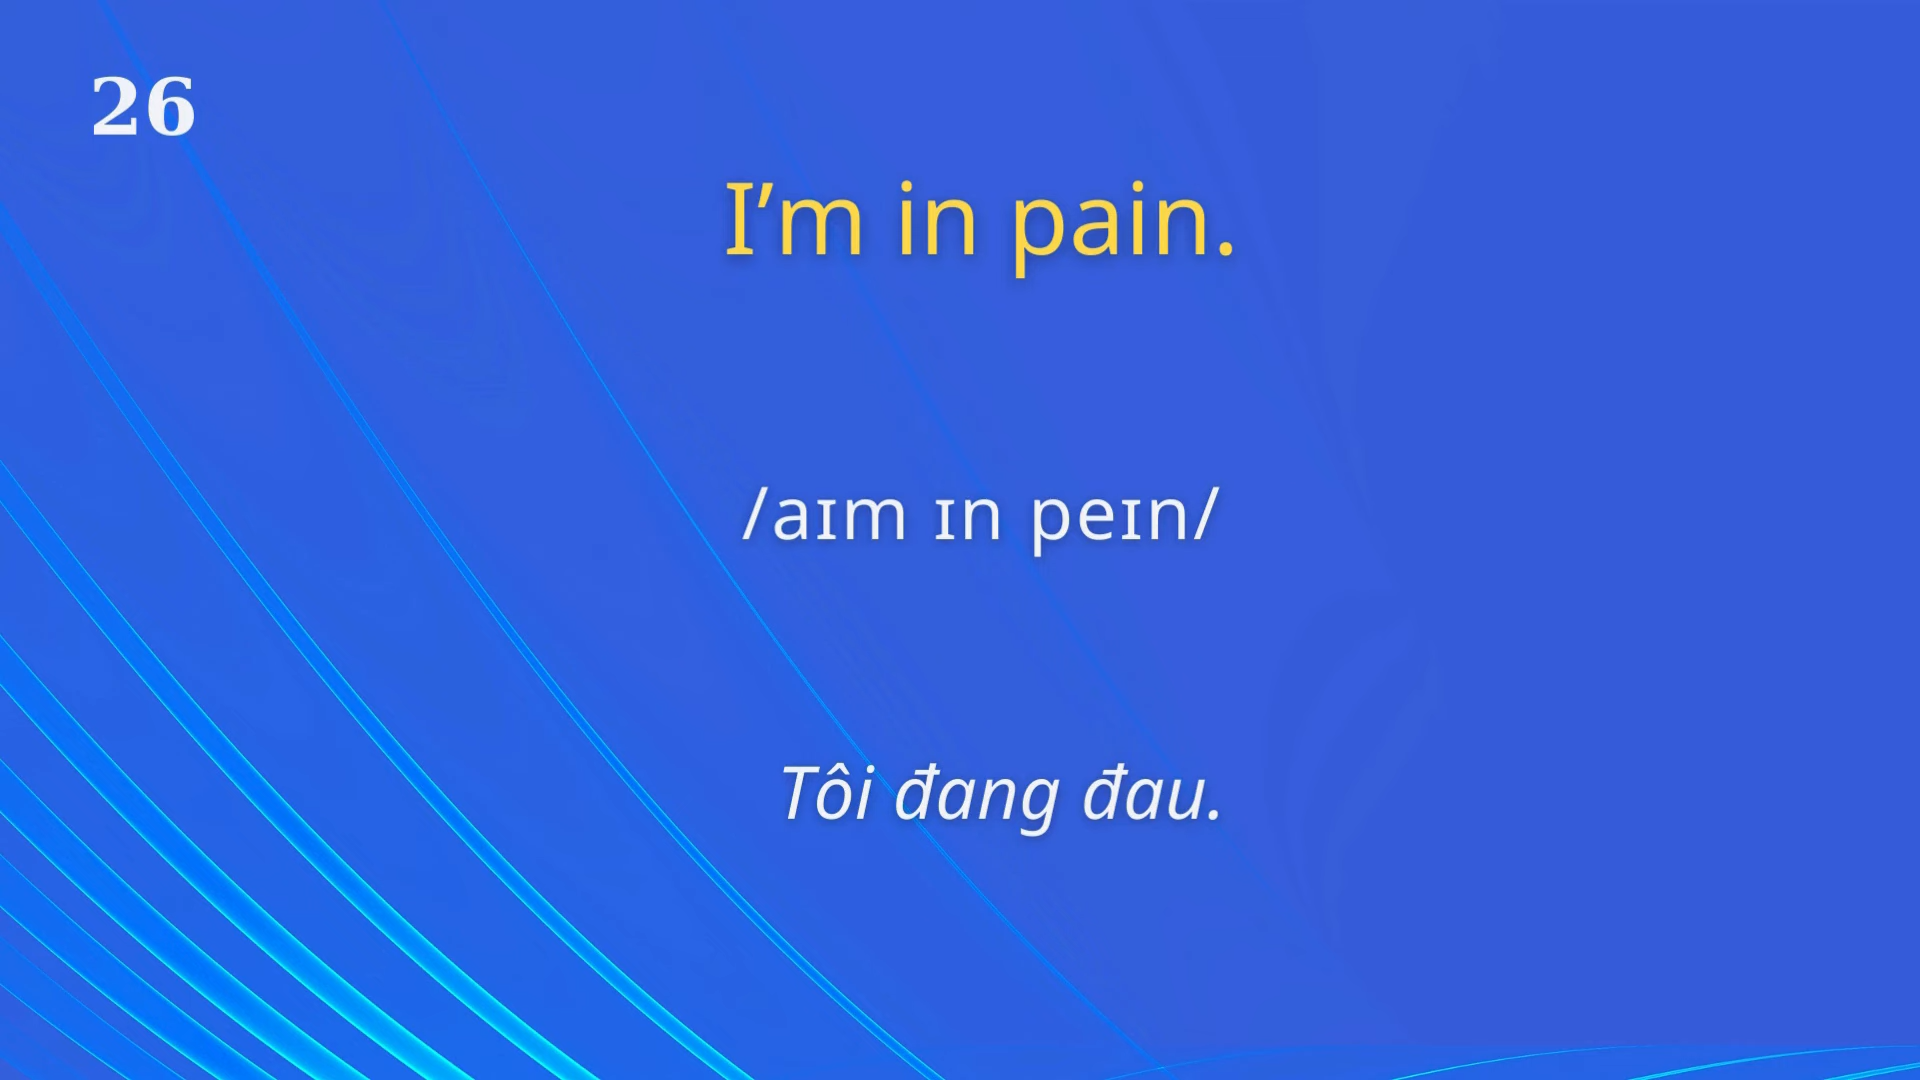 26
I’m in pain.
/aɪm ɪn peɪn/
Tôi đang đau.